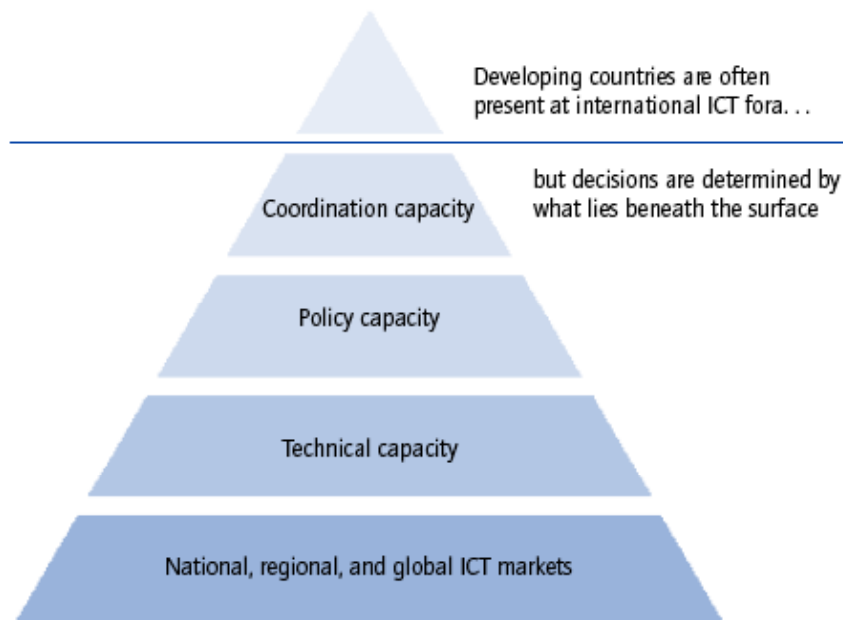 Developing countries are often
present at international ICT fora. . .
but decisions are determined by
what lies beneath the surface
Coordination capacity
Policy capacity
Technical capacity
National, regional, and global ICT markets